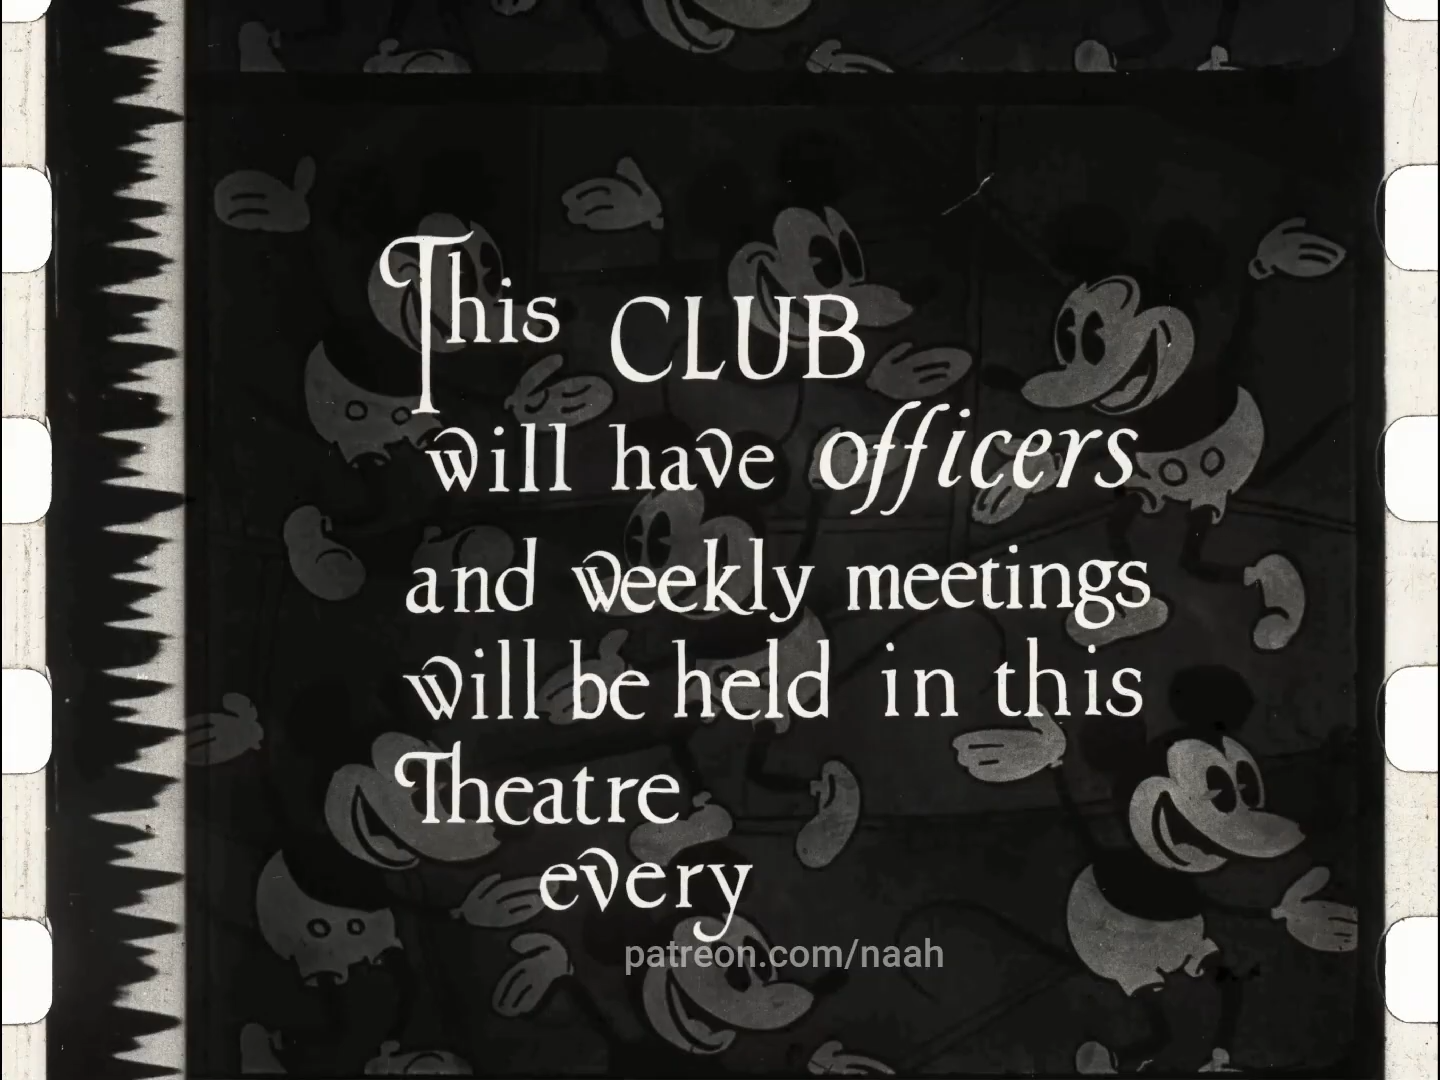 This CLUB
will have officers
and weekly meetings
will be held in this
Theatre
every
patreon.com/naah